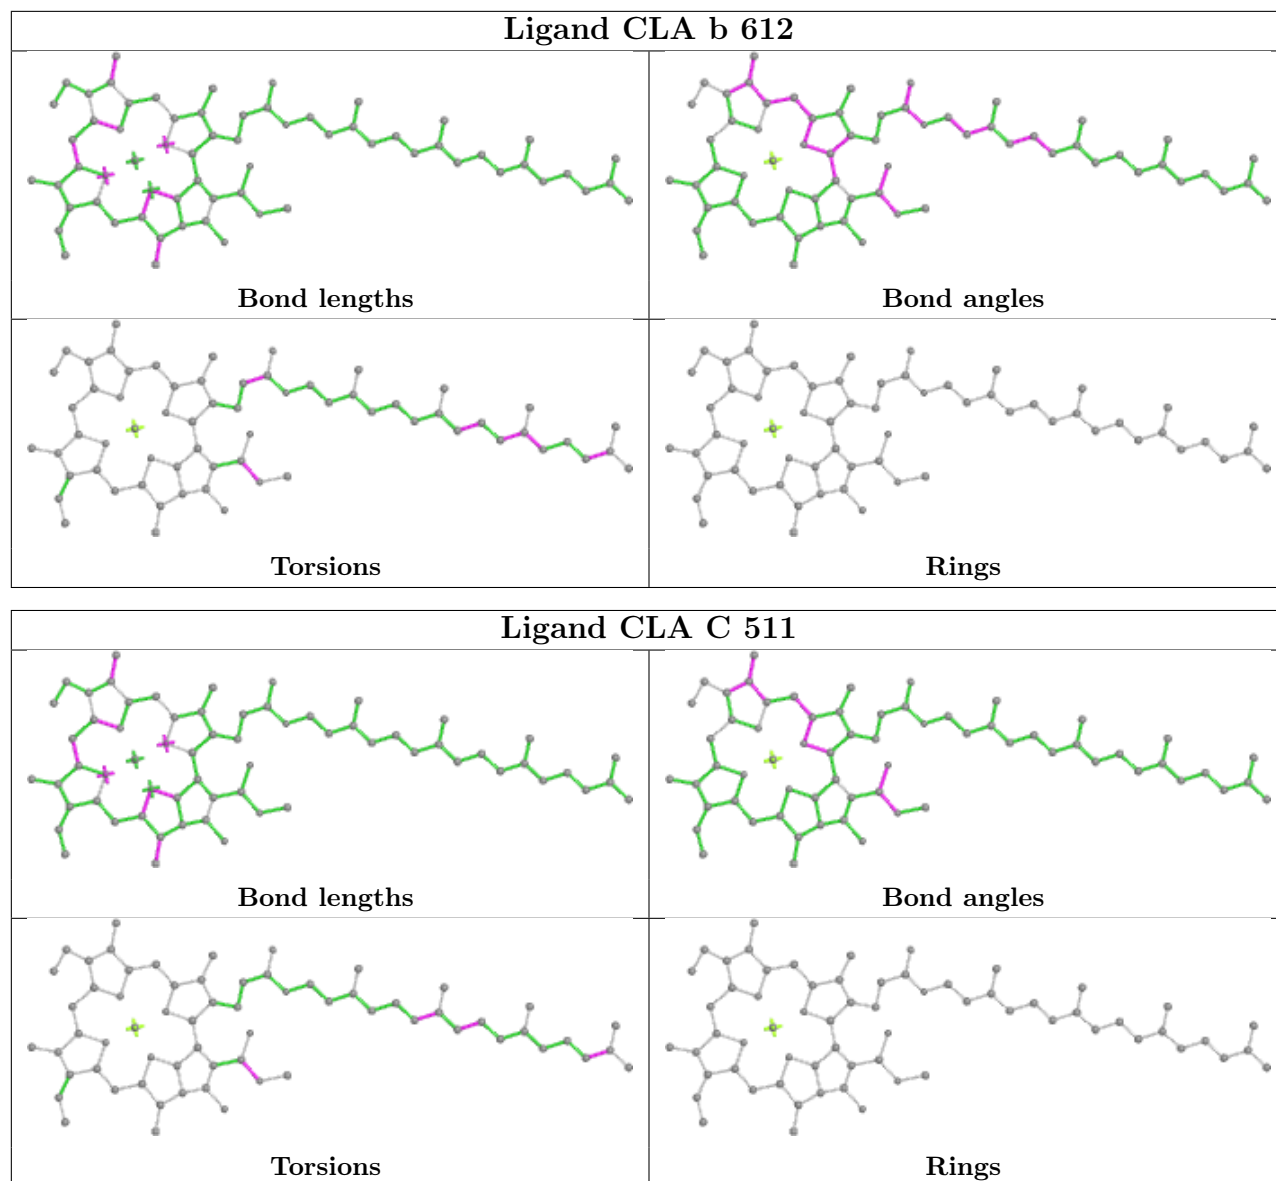 Ligand CLA b 612
Bond lengths
Bond angles
Torsions
Rings
Ligand CLA C 511
Bond lengths
Bond angles
Torsions
Rings